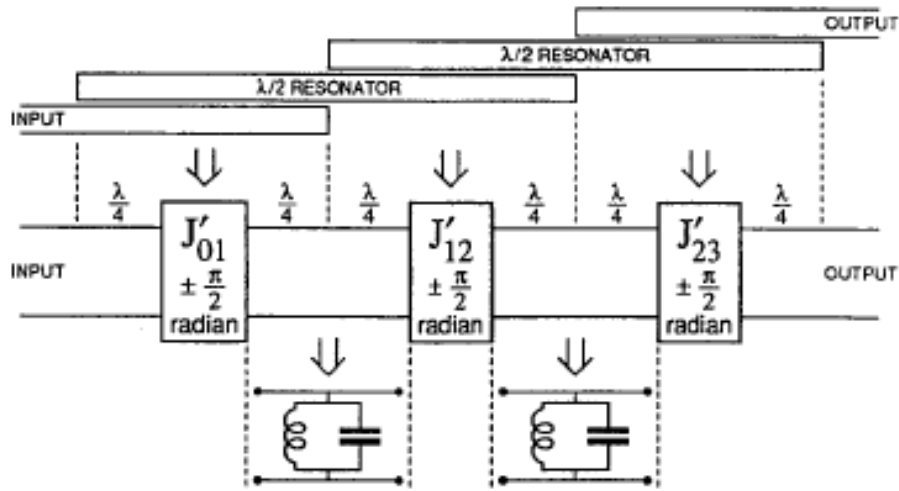 OUTPUT
λ/2 RESONATOR
λ/2 RESONATOR
INPUT
λ/4 λ/4 λ/4 λ/4 λ/4 λ/4
INPUT J′01 ± π/2 radian J′12 ± π/2 radian J′23 ± π/2 radian OUTPUT